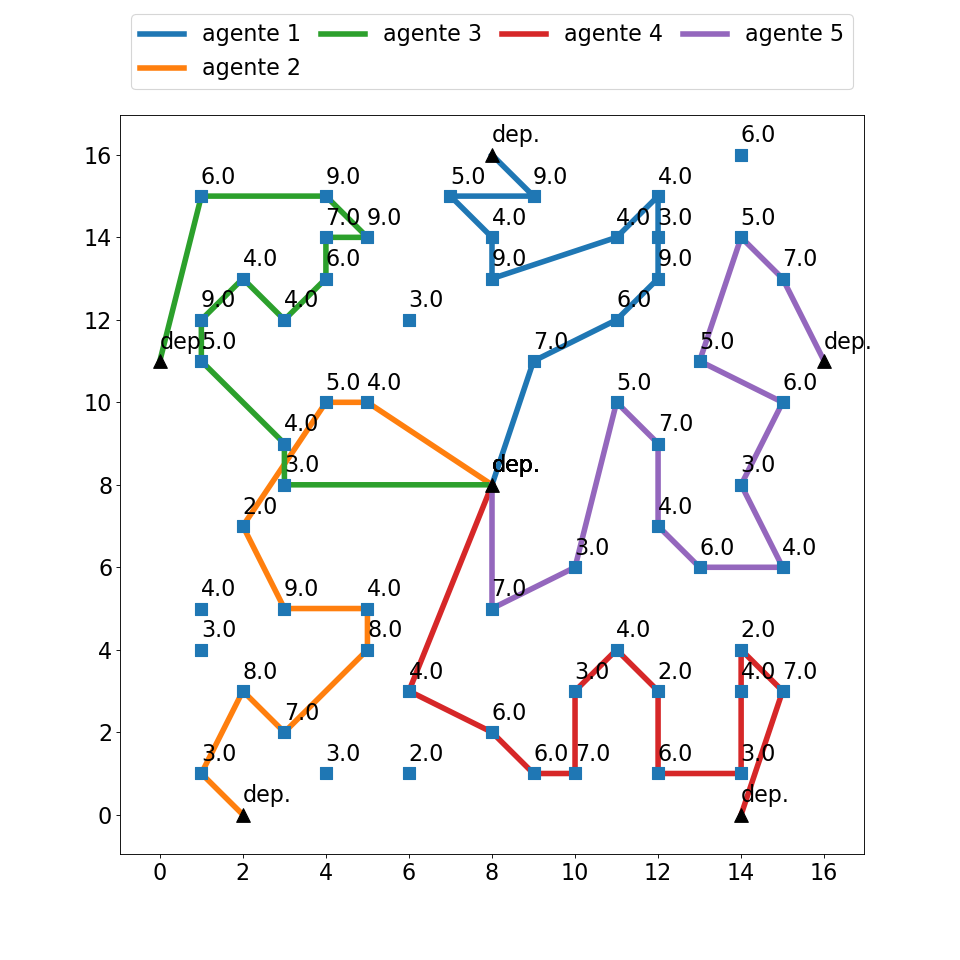 agente 1 agente 3 agente 4 agente 5
agente 2
dep. 6.0
16
6.0 9.0 5.0 9.0 4.0
7.0 9.0 4.0 4.0 3.0 5.0
14
4.0 6.0 9.0 9.0 7.0
9.0 4.0 3.0 6.0
12
dep. 5.0 7.0 5.0 dep.
5.0 4.0 5.0 6.0
10
4.0 7.0
3.0 dep. 3.0
8
2.0 4.0
3.0 6.0 4.0
6
4.0 9.0 4.0 7.0
3.0 8.0 4.0 2.0
4
8.0 4.0 3.0 2.0 4.0 7.0
7.0 6.0
2
3.0 3.0 2.0 6.0 7.0 6.0 3.0
dep. dep.
0
0 2 4 6 8 10 12 14 16